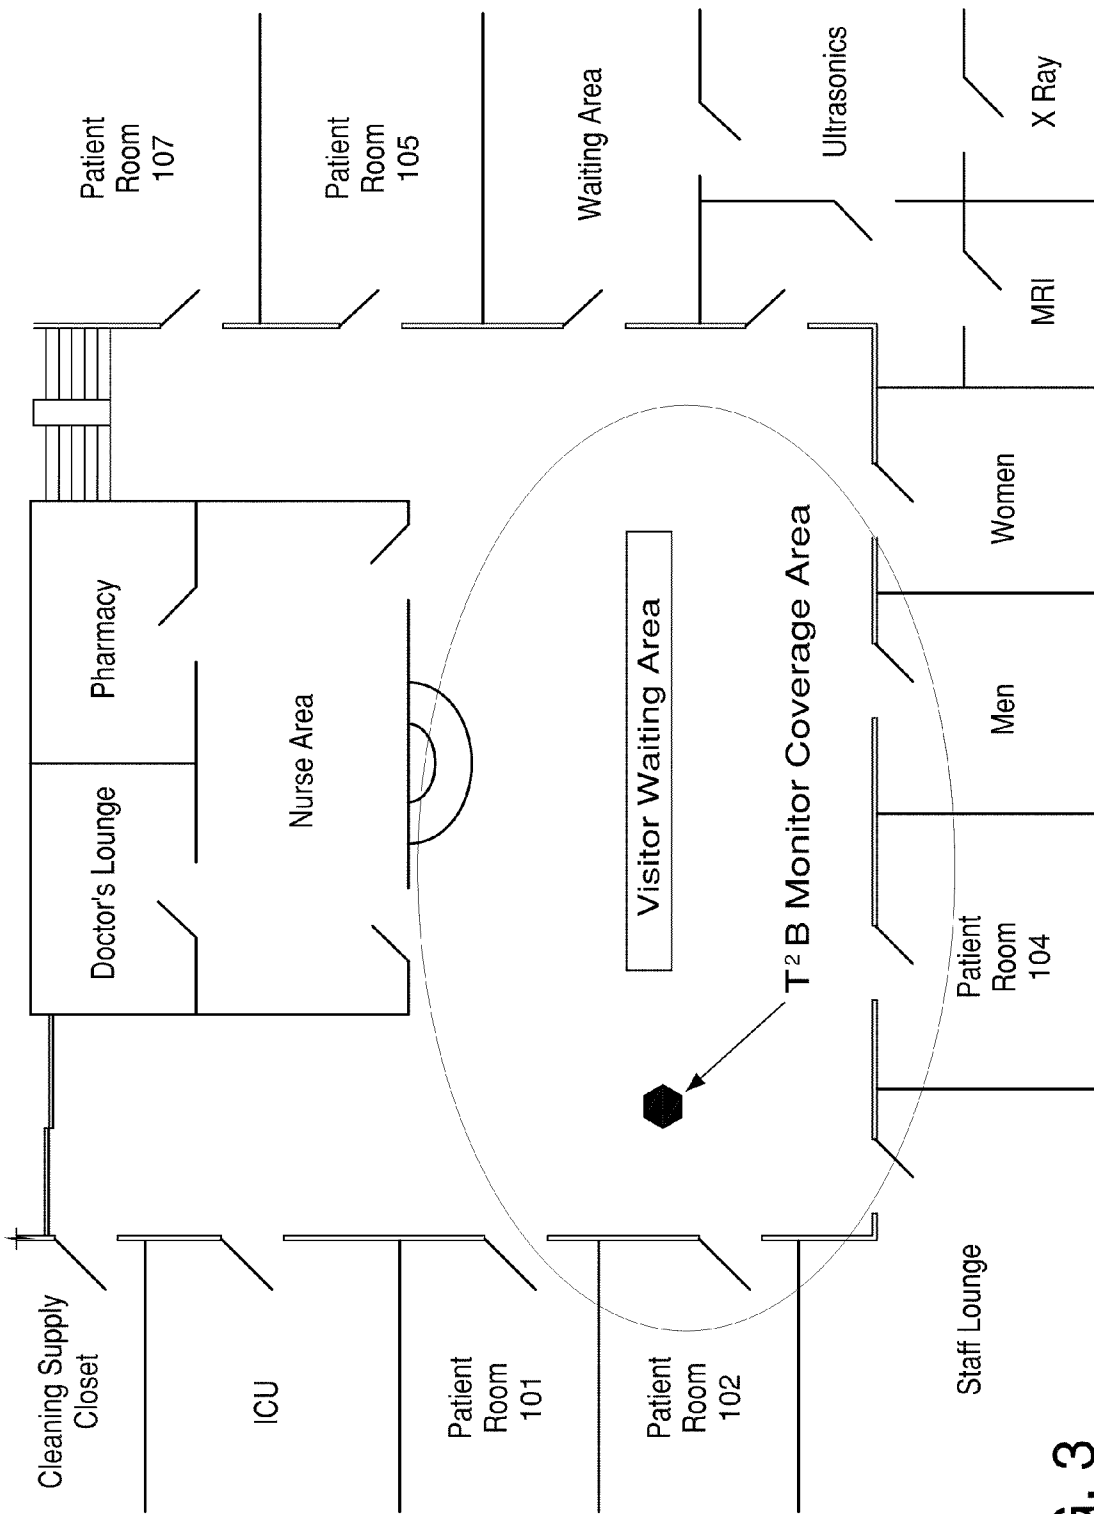 Cleaning Supply
Closet
ICU
Patient
Room
101
Patient
Room
102
Staff Lounge
Doctor's Lounge
Pharmacy
Nurse Area
Visitor Waiting Area
T² B Monitor Coverage Area
Patient
Room
104
Men
Women
Patient
Room
107
Patient
Room
105
Waiting Area
Ultrasonics
MRI
X Ray
3